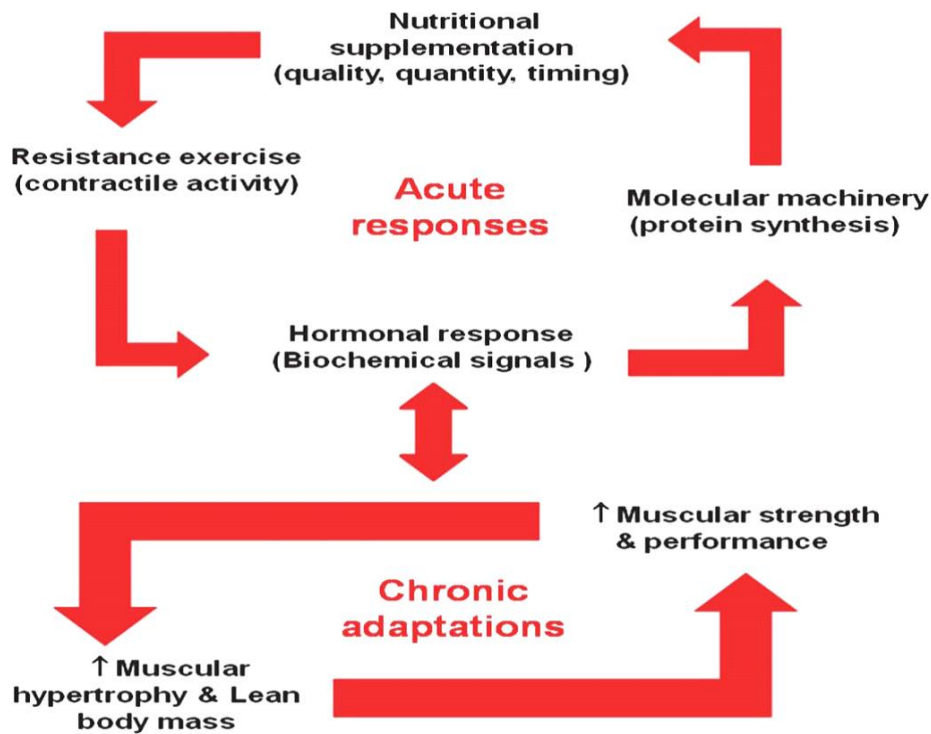 Nutritional
supplementation
(quality, quantity, timing)
Resistance exercise
(contractile activity)
Acute
responses
Molecular machinery
(protein synthesis)
Hormonal response
(Biochemical signals )
↑ Muscular strength
& performance
Chronic
adaptations
↑ Muscular
hypertrophy & Lean
body mass